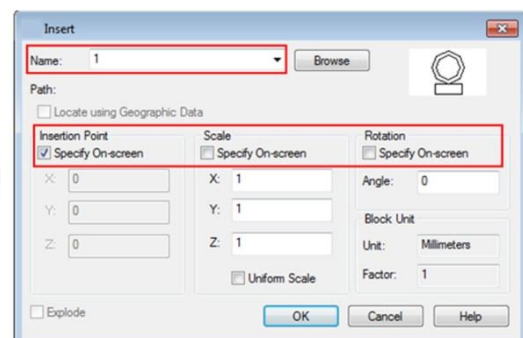 Insert
Name: 1 Browse
Path:
Locate using Geographic Data
Insertion Point Scale Rotation
Specify On-screen Specify On-screen Specify On-screen
X: 0 X: 1 Angle: 0
Y: 0 Y: 1 Block Unit
Z: 0 Z: 1 Unit: Millimeters
Uniform Scale Factor: 1
Explode OK Cancel Help